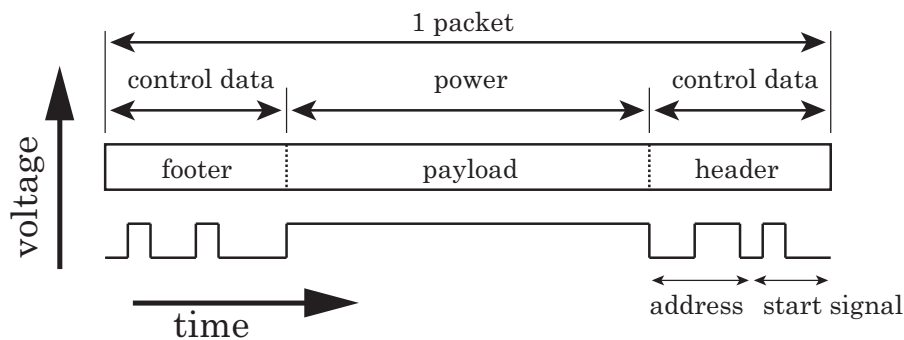 1 packet
control data power control data
voltage
footer payload header
address start signal
time